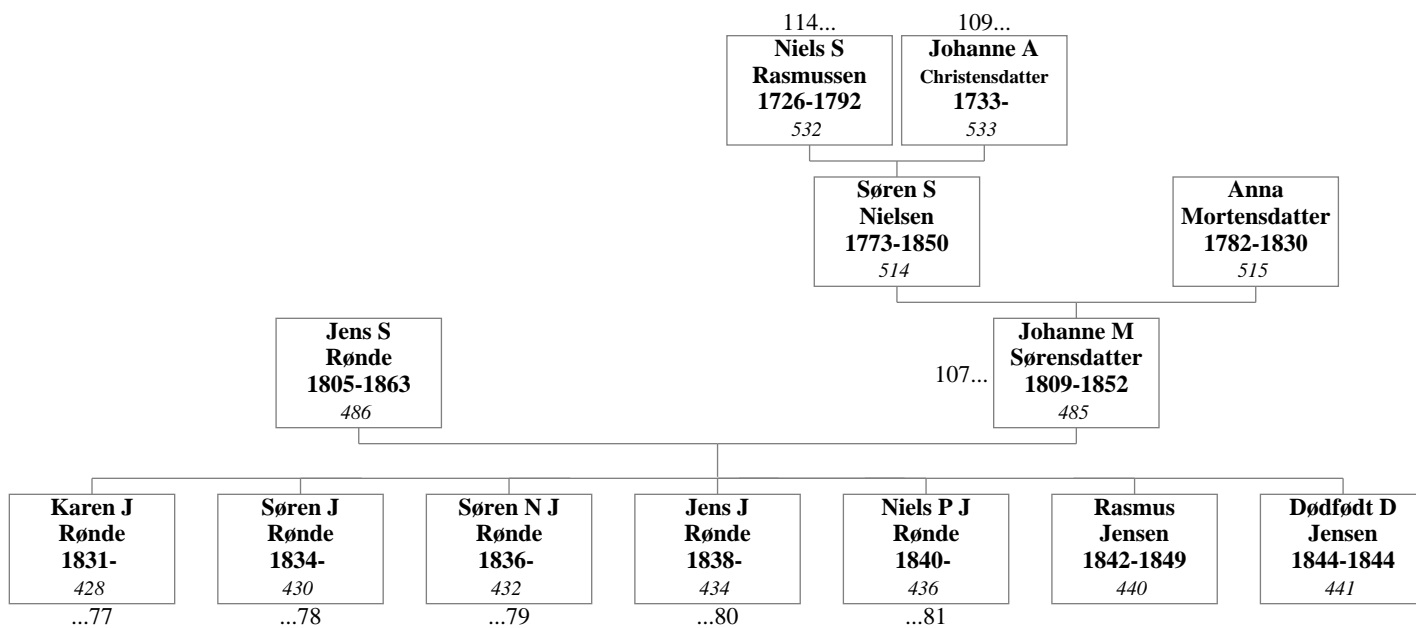 114...
Niels S
Rasmussen
1726-1792
532
109...
Johanne A
Christensdatter
1733-
533
Søren S
Nielsen
1773-1850
514
Anna
Mortensdatter
1782-1830
515
Jens S
Rønde
1805-1863
486
107...
Johanne M
Sørensdatter
1809-1852
485
Karen J
Rønde
1831-
428
...77
Søren J
Rønde
1834-
430
...78
Søren N J
Rønde
1836-
432
...79
Jens J
Rønde
1838-
434
...80
Niels P J
Rønde
1840-
436
...81
Rasmus
Jensen
1842-1849
440
Dødfødt D
Jensen
1844-1844
441